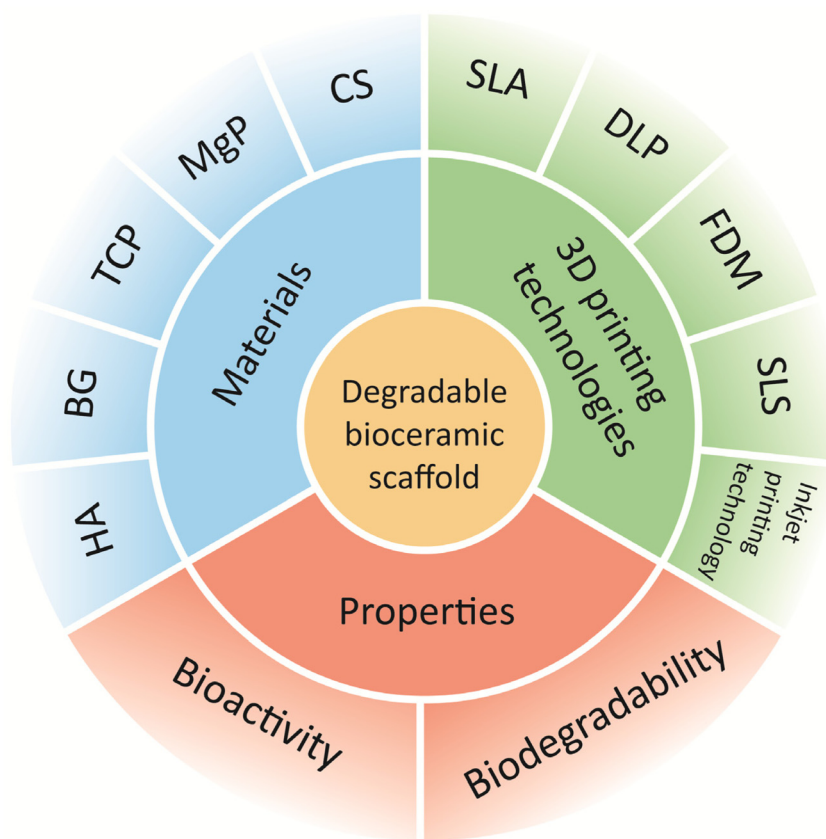 Degradable
bioceramic
scaffold
Materials
CS
MgP
TCP
BG
HA
3D printing
technologies
SLA
DLP
FDM
SLS
Inkjet
printing
technology
Properties
Bioactivity
Biodegradability